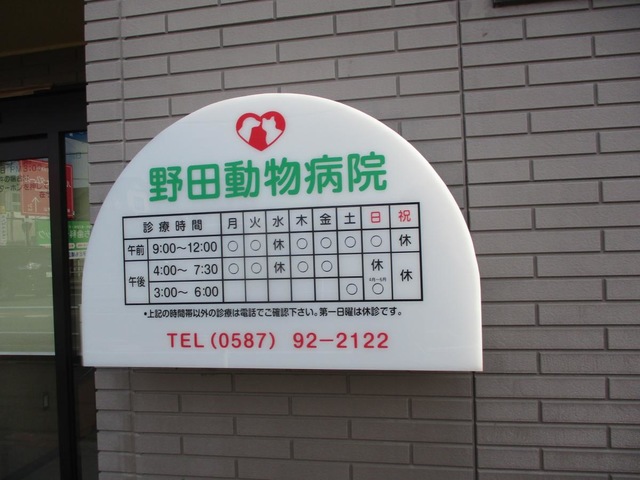 野田動物病院
診療時間 月 火 水 木 金 土 日 祝
午前 9:00〜12:00 ○ ○ 休 ○ ○ ○ ○ 休
午後 4:00〜 7:30 ○ ○ 休 ○ ○ 休 休
3:00〜 6:00 ○ ○
•上記の時間帯以外の診療は電話でご確認下さい。第一日曜は休診です。
TEL(0587) 92-2122